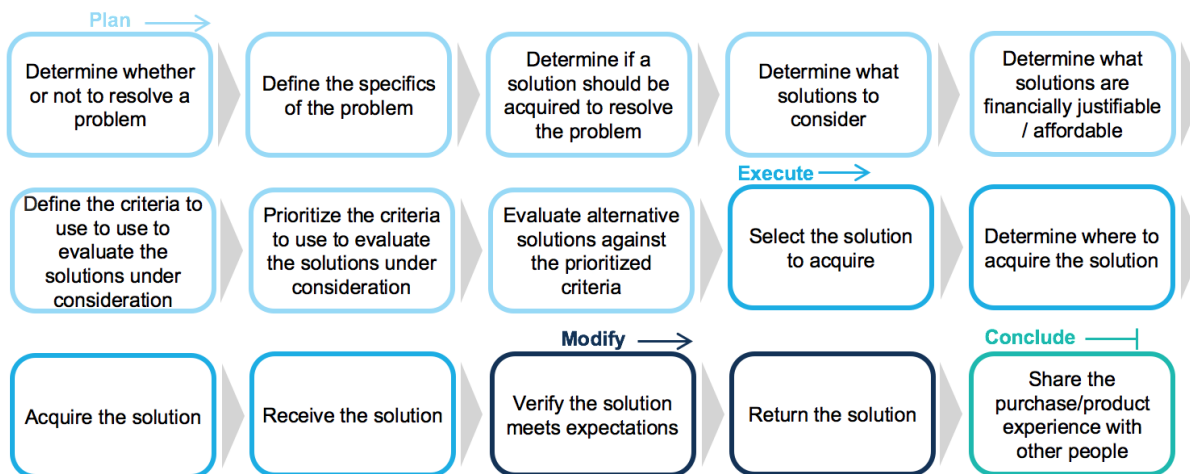 Plan
Determine whether
or not to resolve a
problem
Define the specifics
of the problem
Determine if a
solution should be
acquired to resolve
the problem
Determine what
solutions to
consider
Determine what
solutions are
financially justifiable
/ affordable
Execute
Define the criteria to
use to use to
evaluate the
solutions under
consideration
Prioritize the criteria
to use to evaluate
the solutions under
consideration
Evaluate alternative
solutions against
the prioritized
criteria
Select the solution
to acquire
Determine where to
acquire the solution
Modify
Conclude
Acquire the solution
Receive the solution
Verify the solution
meets expectations
Return the solution
Share the
purchase/product
experience with
other people